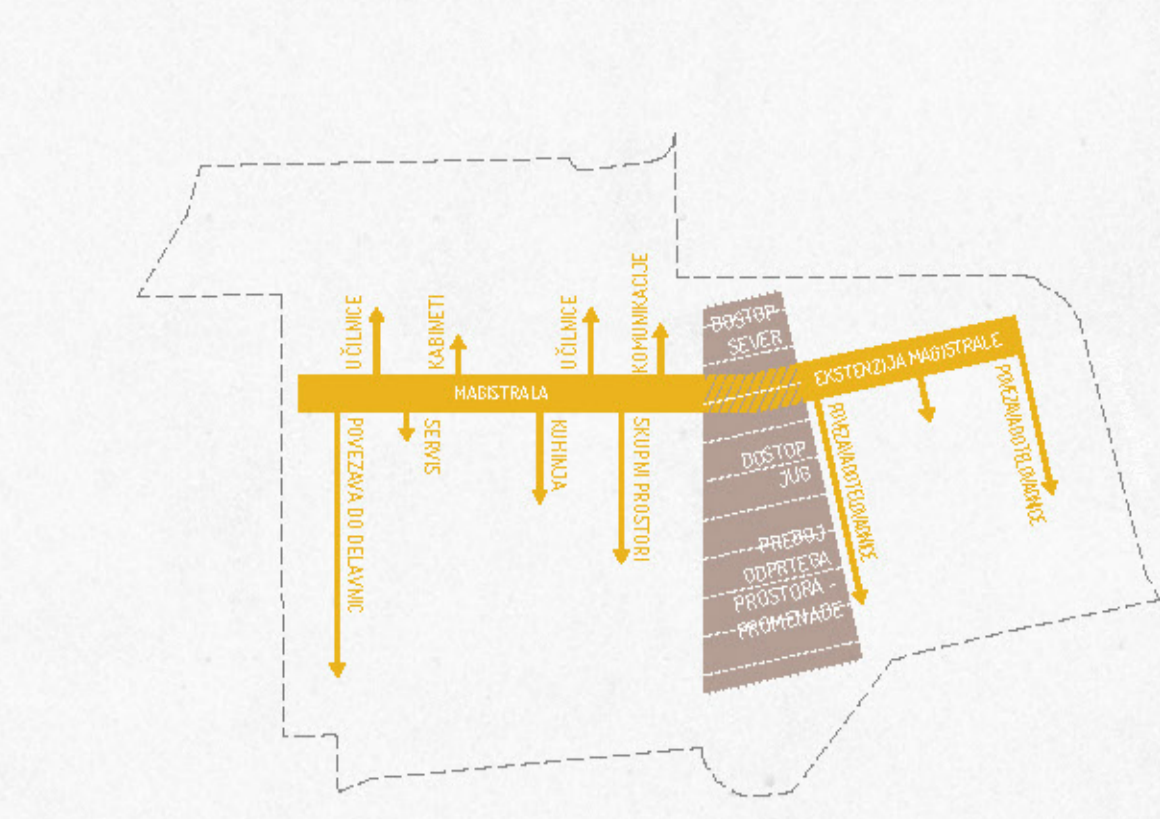 UČILNICE
KABINETI
UČILNICE
KOMUNIKACIJE
MAGISTRALA
POVEZAVA DO DELAVNIC
SERVIS
KUHINJA
SKUPNI PROSTORI
DOSTOP
SEVER
DOSTOP
JUG
PREBOJ
ODPRTEGA
PROSTORA -
PROMENADE
EKSTENZIJA MAGISTRALE
POVEZAVA DO TELOVADNICE
POVEZAVA DO TELOVADNICE